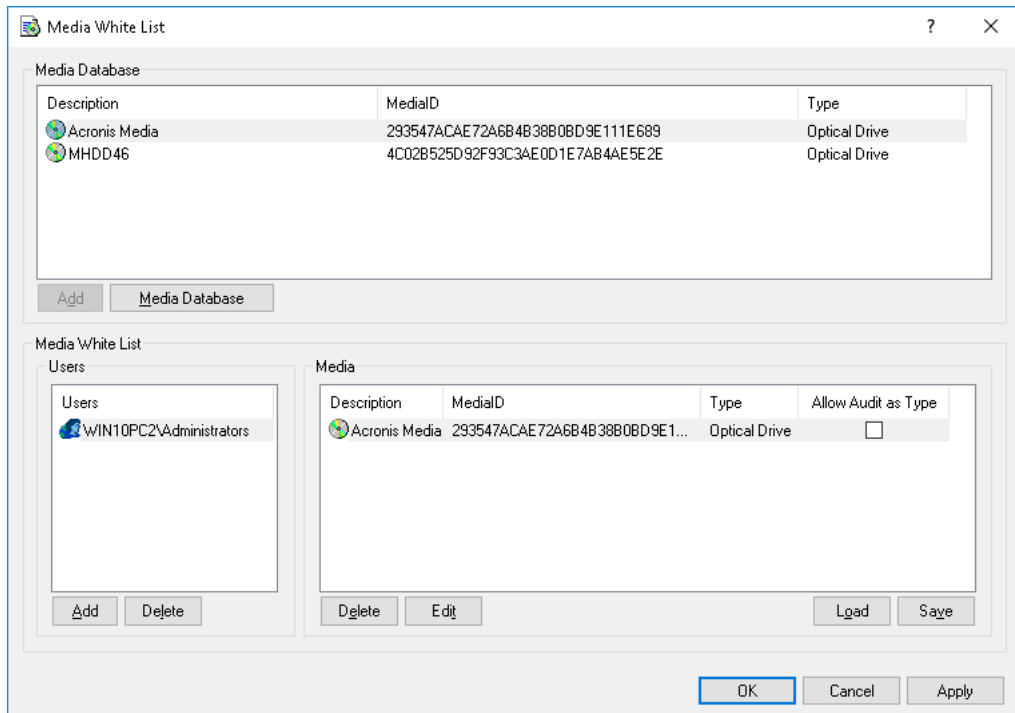 Media White List ?
Media Database
Description MediaID Type
Acronis Media 293547ACAE72A6B4B38B0BD9E111E689 Optical Drive
MHDD46 4C02B525D92F93C3AE0D1E7AB4AE5E2E Optical Drive
Add Media Database
Media White List
Users Media
Users Description MediaID Type Allow Audit as Type
WIN10PC2\Administrators Acronis Media 293547ACAE72A6B4B38B0BD9E1... Optical Drive
Add Delete Delete Edit Load Save
OK Cancel Apply